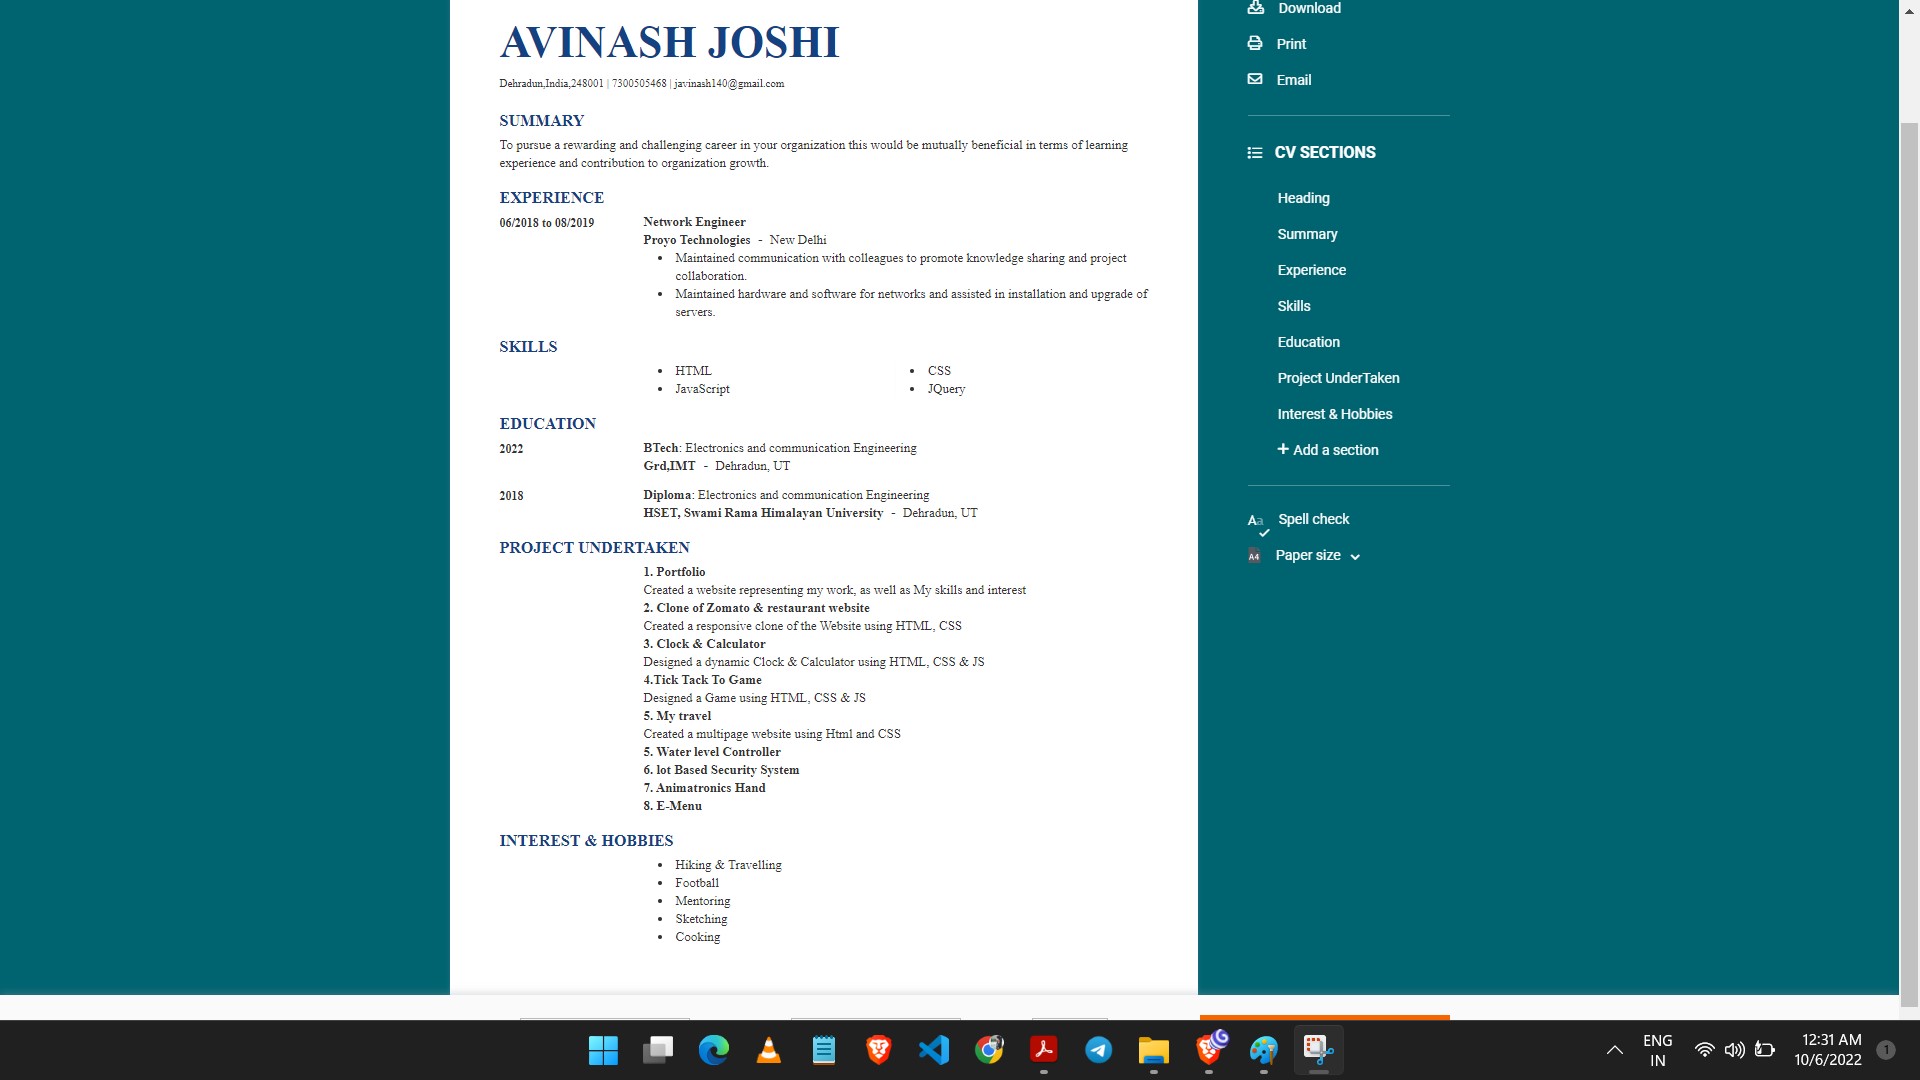 AVINASH JOSHI
Dehradun,India,248001 | 7300505468 | javinash140@gmail.com
SUMMARY
To pursue a rewarding and challenging career in your organization this would be mutually beneficial in terms of learning
experience and contribution to organization growth.
EXPERIENCE
06/2018 to 08/2019 Network Engineer
Proyo Technologies - New Delhi
• Maintained communication with colleagues to promote knowledge sharing and project
collaboration.
• Maintained hardware and software for networks and assisted in installation and upgrade of
servers.
SKILLS
• HTML • CSS
• JavaScript • JQuery
EDUCATION
2022 BTech: Electronics and communication Engineering
Grd,IMT - Dehradun, UT
2018 Diploma: Electronics and communication Engineering
HSET, Swami Rama Himalayan University - Dehradun, UT
PROJECT UNDERTAKEN
1. Portfolio
Created a website representing my work, as well as My skills and interest
2. Clone of Zomato & restaurant website
Created a responsive clone of the Website using HTML, CSS
3. Clock & Calculator
Designed a dynamic Clock & Calculator using HTML, CSS & JS
4.Tick Tack To Game
Designed a Game using HTML, CSS & JS
5. My travel
Created a multipage website using Html and CSS
5. Water level Controller
6. lot Based Security System
7. Animatronics Hand
8. E-Menu
INTEREST & HOBBIES
• Hiking & Travelling
• Football
• Mentoring
• Sketching
• Cooking
Download
Print
Email
CV SECTIONS
Heading
Summary
Experience
Skills
Education
Project UnderTaken
Interest & Hobbies
+ Add a section
Aa Spell check
A4 Paper size
ENG
IN
12:31 AM
10/6/2022
1